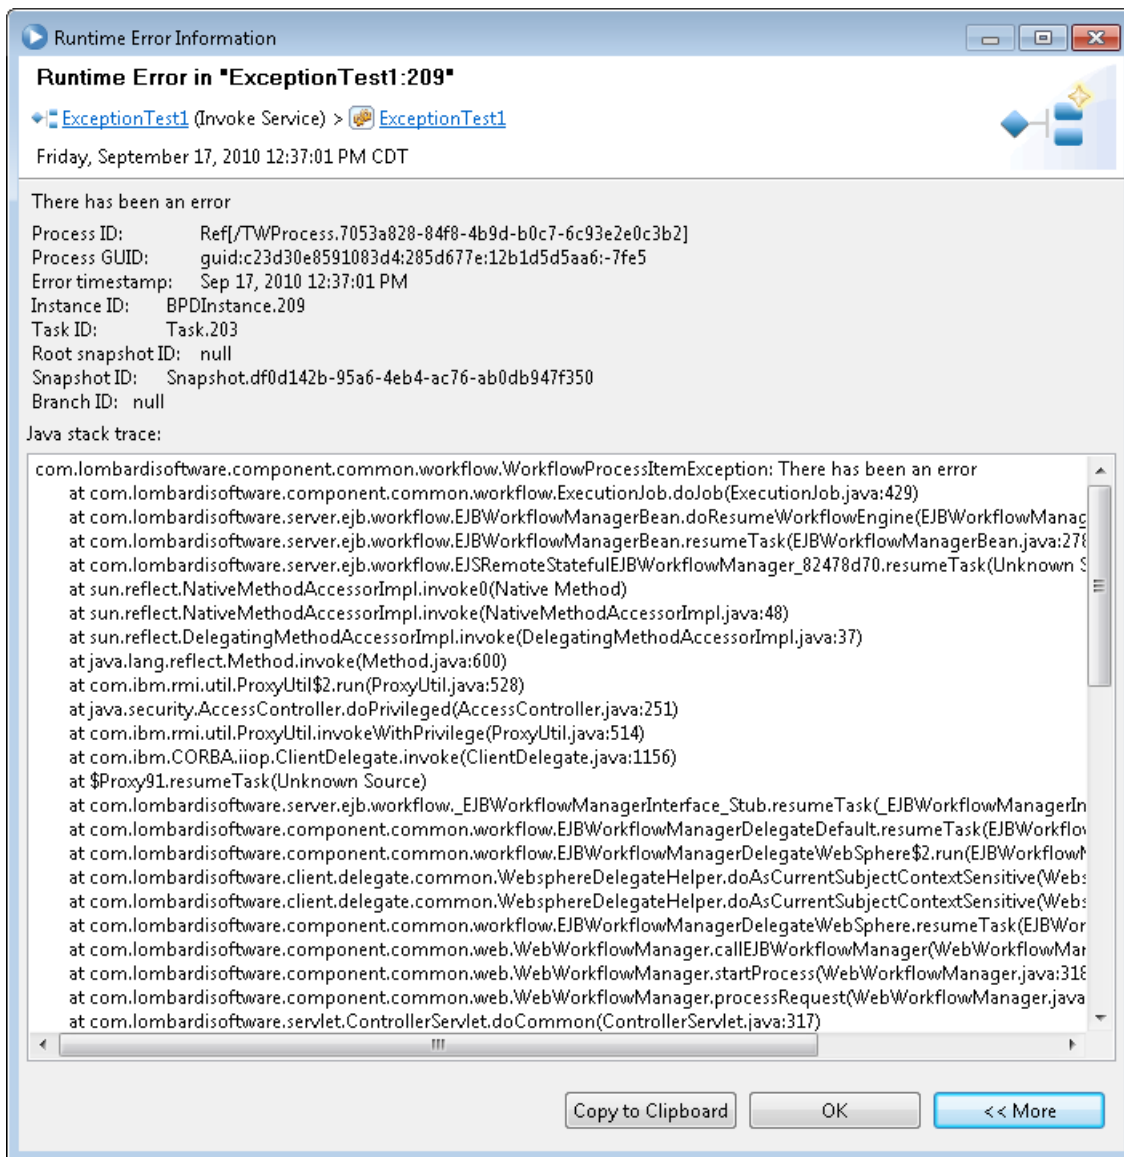 Runtime Error Information
Runtime Error in "ExceptionTest1:209"
ExceptionTest1 (Invoke Service) > ExceptionTest1
Friday, September 17, 2010 12:37:01 PM CDT
There has been an error
Process ID: Ref[/TWProcess.7053a828-84f8-4b9d-b0c7-6c93e2e0c3b2]
Process GUID: guid:c23d30e8591083d4:285d677e:12b1d5d5aa6:-7fe5
Error timestamp: Sep 17, 2010 12:37:01 PM
Instance ID: BPDInstance.209
Task ID: Task.203
Root snapshot ID: null
Snapshot ID: Snapshot.df0d142b-95a6-4eb4-ac76-ab0db947f350
Branch ID: null
Java stack trace:
com.lombardisoftware.component.common.workflow.WorkflowProcessItemException: There has been an error
at com.lombardisoftware.component.common.workflow.ExecutionJob.doJob(ExecutionJob.java:429)
at com.lombardisoftware.server.ejb.workflow.EJBWorkflowManagerBean.doResumeWorkflowEngine(EJBWorkflowManag
at com.lombardisoftware.server.ejb.workflow.EJBWorkflowManagerBean.resumeTask(EJBWorkflowManagerBean.java:278
at com.lombardisoftware.server.ejb.workflow.EJSRemoteStatefulEJBWorkflowManager_82478d70.resumeTask(Unknown S
at sun.reflect.NativeMethodAccessorImpl.invoke0(Native Method)
at sun.reflect.NativeMethodAccessorImpl.invoke(NativeMethodAccessorImpl.java:48)
at sun.reflect.DelegatingMethodAccessorImpl.invoke(DelegatingMethodAccessorImpl.java:37)
at java.lang.reflect.Method.invoke(Method.java:600)
at com.ibm.rmi.util.ProxyUtil$2.run(ProxyUtil.java:528)
at java.security.AccessController.doPrivileged(AccessController.java:251)
at com.ibm.rmi.util.ProxyUtil.invokeWithPrivilege(ProxyUtil.java:514)
at com.ibm.CORBA.iiop.ClientDelegate.invoke(ClientDelegate.java:1156)
at $Proxy91.resumeTask(Unknown Source)
at com.lombardisoftware.server.ejb.workflow._EJBWorkflowManagerInterface_Stub.resumeTask(_EJBWorkflowManagerIn
at com.lombardisoftware.component.common.workflow.EJBWorkflowManagerDelegateDefault.resumeTask(EJBWorkflov
at com.lombardisoftware.component.common.workflow.EJBWorkflowManagerDelegateWebSphere$2.run(EJBWorkflowM
at com.lombardisoftware.client.delegate.common.WebsphereDelegateHelper.doAsCurrentSubjectContextSensitive(Webs
at com.lombardisoftware.client.delegate.common.WebsphereDelegateHelper.doAsCurrentSubjectContextSensitive(Webs
at com.lombardisoftware.component.common.workflow.EJBWorkflowManagerDelegateWebSphere.resumeTask(EJBWor
at com.lombardisoftware.component.common.web.WebWorkflowManager.callEJBWorkflowManager(WebWorkflowMar
at com.lombardisoftware.component.common.web.WebWorkflowManager.startProcess(WebWorkflowManager.java:318
at com.lombardisoftware.component.common.web.WebWorkflowManager.processRequest(WebWorkflowManager.java
at com.lombardisoftware.servlet.ControllerServlet.doCommon(ControllerServlet.java:317)
Copy to Clipboard OK << More